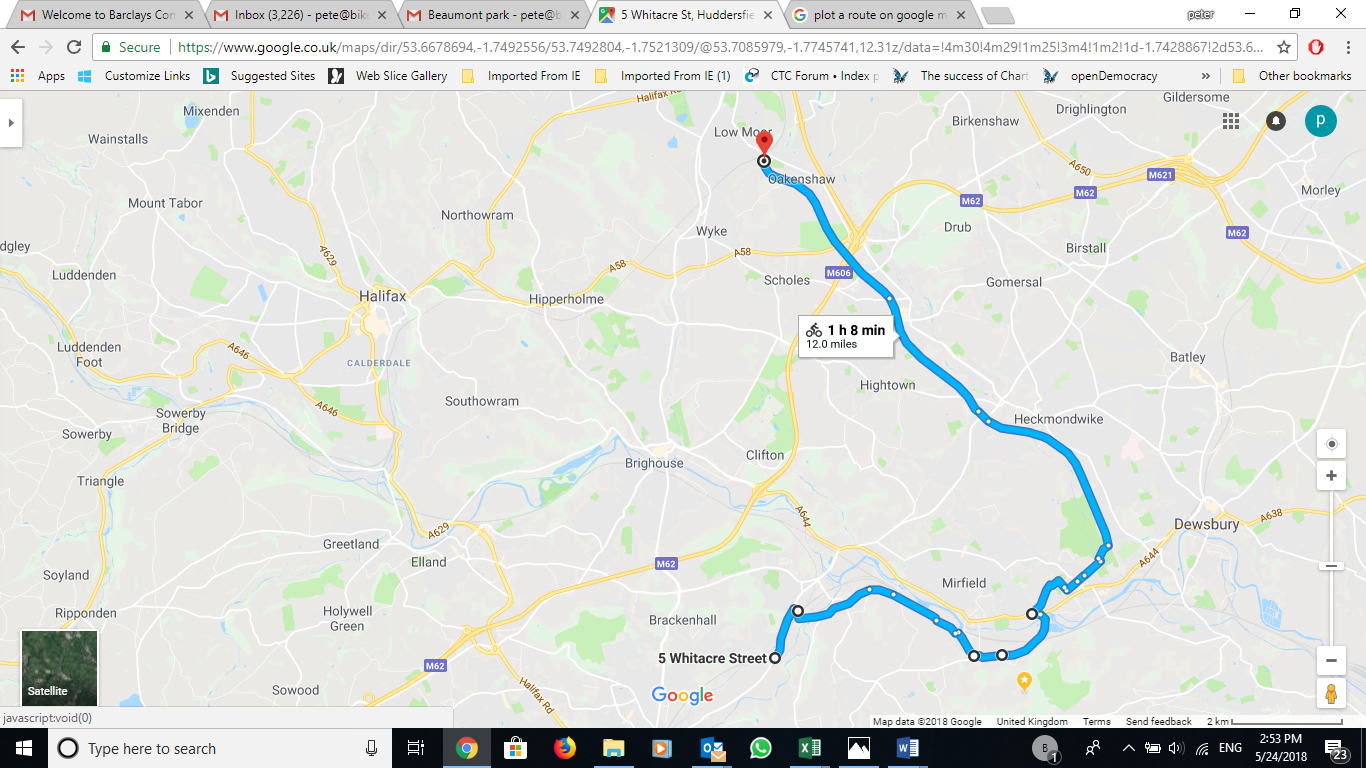 Welcome to Barclays Con
Inbox (3,226) - pete@bik
Beaumont park - pete@b
5 Whitacre St, Huddersfie
plot a route on google m
peter
Secure
https://www.google.co.uk/maps/dir/53.6678694,-1.7492556/53.7492804,-1.7521309/@53.7085979,-1.7745741,12.31z/data=!4m30!4m29!1m25!3m4!1m2!1d-1.7428867!2d53.6...
Apps
Customize Links
Suggested Sites
Web Slice Gallery
Imported From IE
Imported From IE (1)
CTC Forum • Index p
The success of Chart
openDemocracy
»
Other bookmarks
Halifax Rd
Gildersome
Mixenden
Drighlington
Birkenshaw
p
Low Moor
Wainstalls
A650
M621
Oakenshaw
M62
M62
Morley
Mount Tabor
Northowram
Drub
Wyke
M62
dgley
A629
A58
Birstall
A58
Luddenden
M606
Scholes
Gomersal
Halifax
Hipperholme
1 h 8 min
12.0 miles
Luddenden
Foot
A646
CALDERDALE
Batley
Hightown
Southowram
A646
Sowerby
Bridge
Heckmondwike
Sowerby
Clifton
Brighouse
Triangle
A644
A638
Dewsbury
A629
Greetland
Elland
A644
M62
Soyland
Mirfield
Ripponden
Holywell
Green
Brackenhall
5 Whitacre Street
M62
Sowood
Halifax Rd
Google
Satellite
javascript:void(0)
Map data ©2018 Google
United Kingdom
Terms
Send feedback
2 km
Type here to search
B
1
ENG
2:53 PM
5/24/2018
23